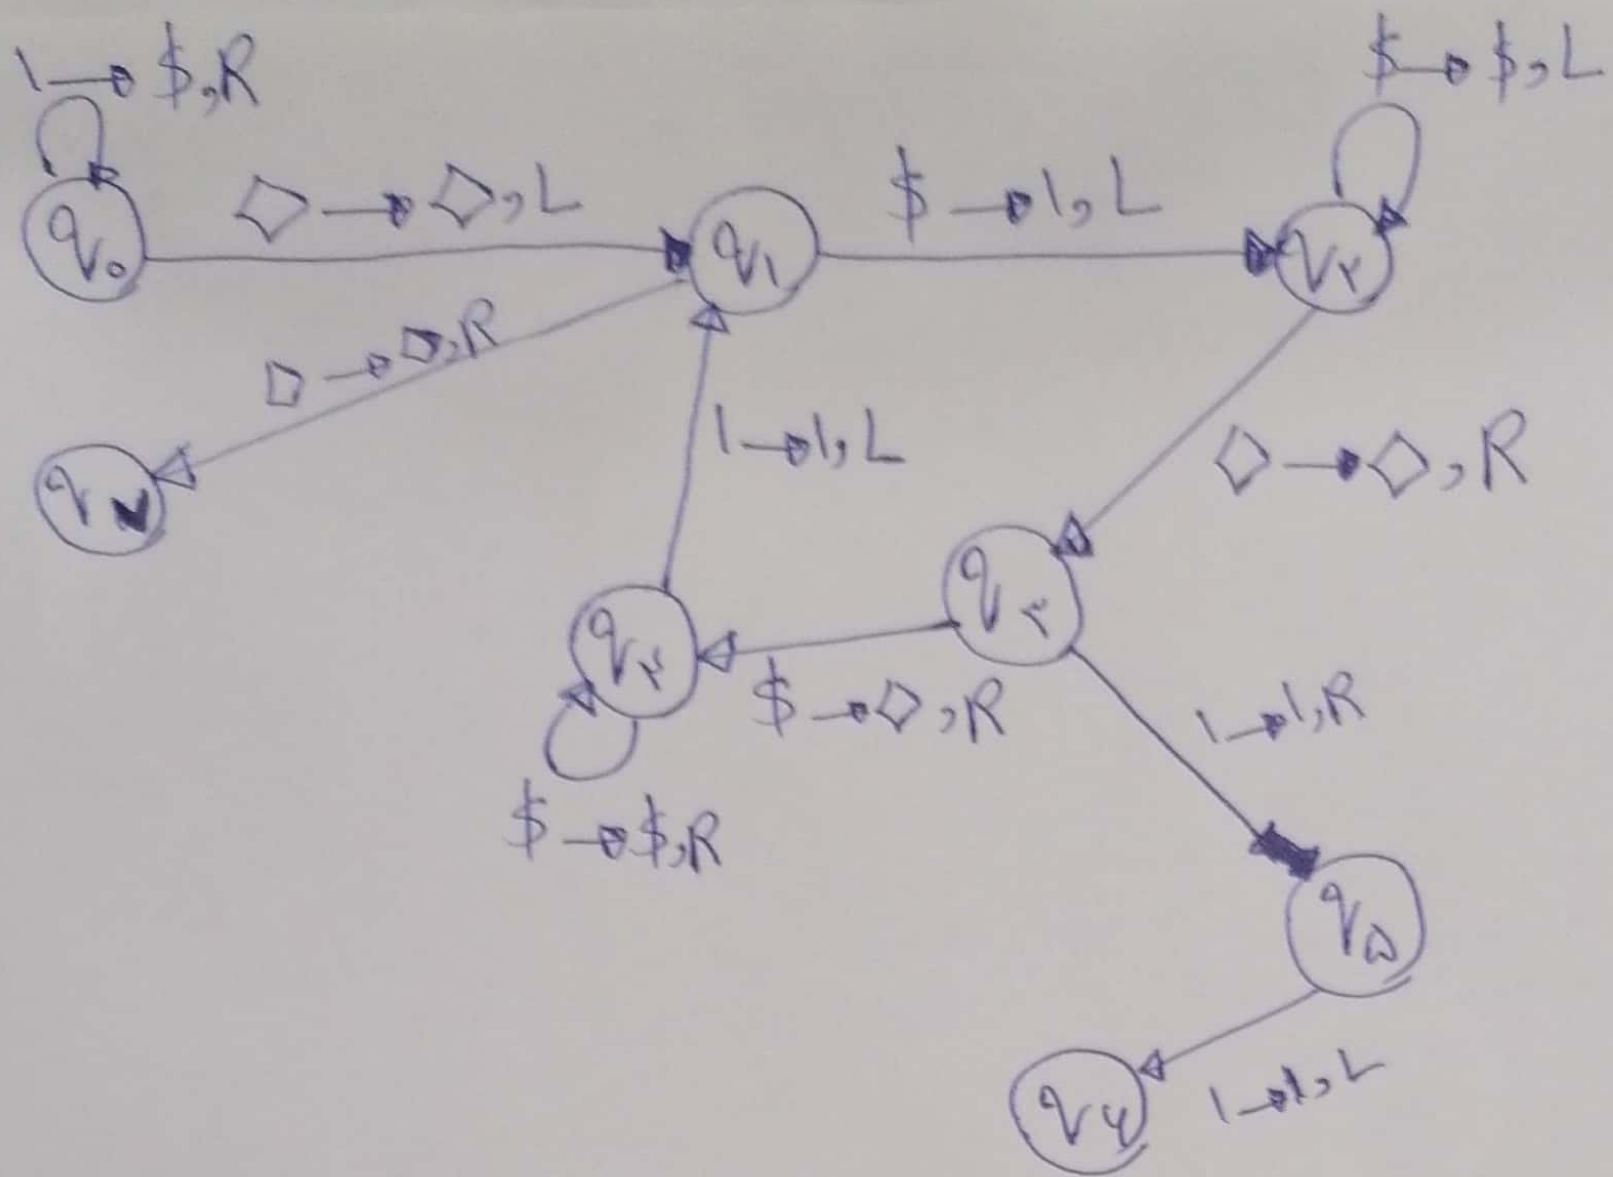 1 → $, R
$ → $, L
q۰
◇ → ◇, L
q۱
$ → 1, L
q۲
□ → □, R
1 → 1, L
◇ → ◇, R
q۷
q۴
$ → ◇, R
q۳
1 → 1, R
$ → $, R
q۵
1 → 1, L
q۶